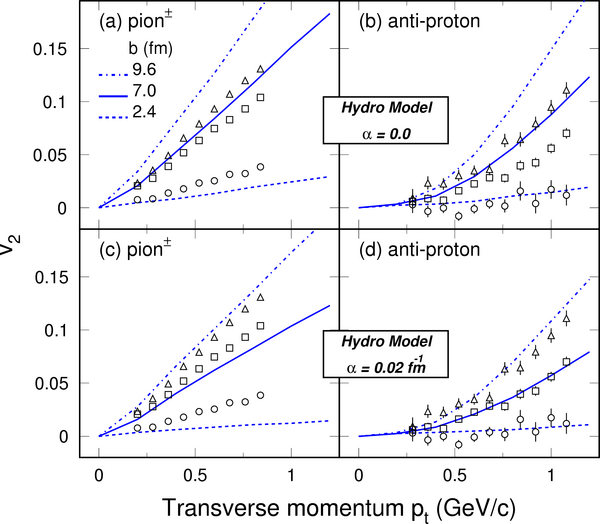 (a) pion±
b (fm)
9.6
7.0
2.4
(b) anti-proton
Hydro Model
α = 0.0
0.15
0.1
0.05
0
(c) pion±
(d) anti-proton
Hydro Model
α = 0.02 fm-1
0.15
0.1
0.05
0
V2
0 0.5 1 0 0.5 1
Transverse momentum pt (GeV/c)